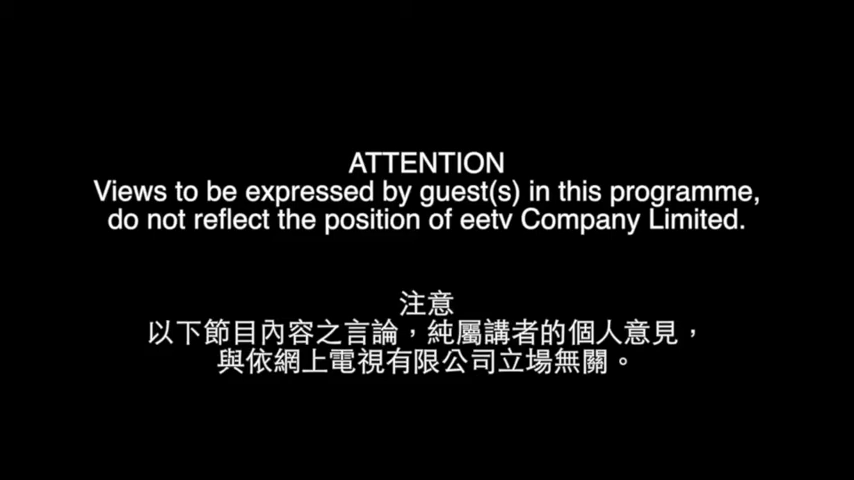 ATTENTION
Views to be expressed by guest(s) in this programme,
do not reflect the position of eetv Company Limited.
注意
以下節目內容之言論，純屬講者的個人意見，
與依網上電視有限公司立場無關。